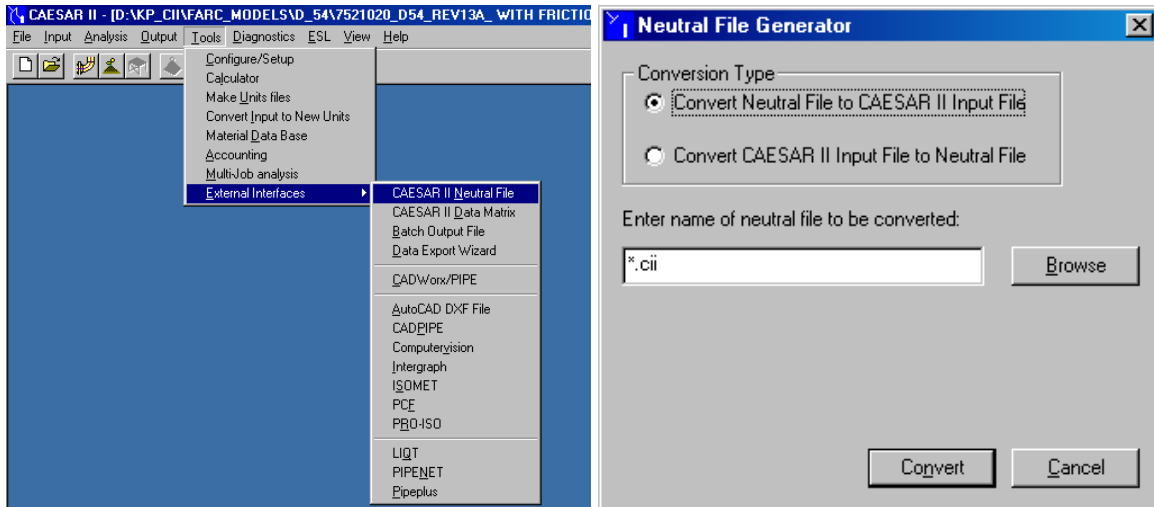 CAESAR II - [D:\KP_CII\FARC_MODELS\D_54\7521020_D54_REV13A_ WITH FRICTIO
File Input Analysis Output Tools Diagnostics ESL View Help
Configure/Setup
Calculator
Make Units files
Convert Input to New Units
Material Data Base
Accounting
Multi-Job analysis
External Interfaces
CAESAR II Neutral File
CAESAR II Data Matrix
Batch Output File
Data Export Wizard
CADWorx/PIPE
AutoCAD DXF File
CADPIPE
Computervision
Intergraph
ISOMET
PCF
PRO-ISO
LIQT
PIPENET
Pipeplus
Neutral File Generator
Conversion Type
Convert Neutral File to CAESAR II Input File
Convert CAESAR II Input File to Neutral File
Enter name of neutral file to be converted:
*.cii
Browse
Convert Cancel